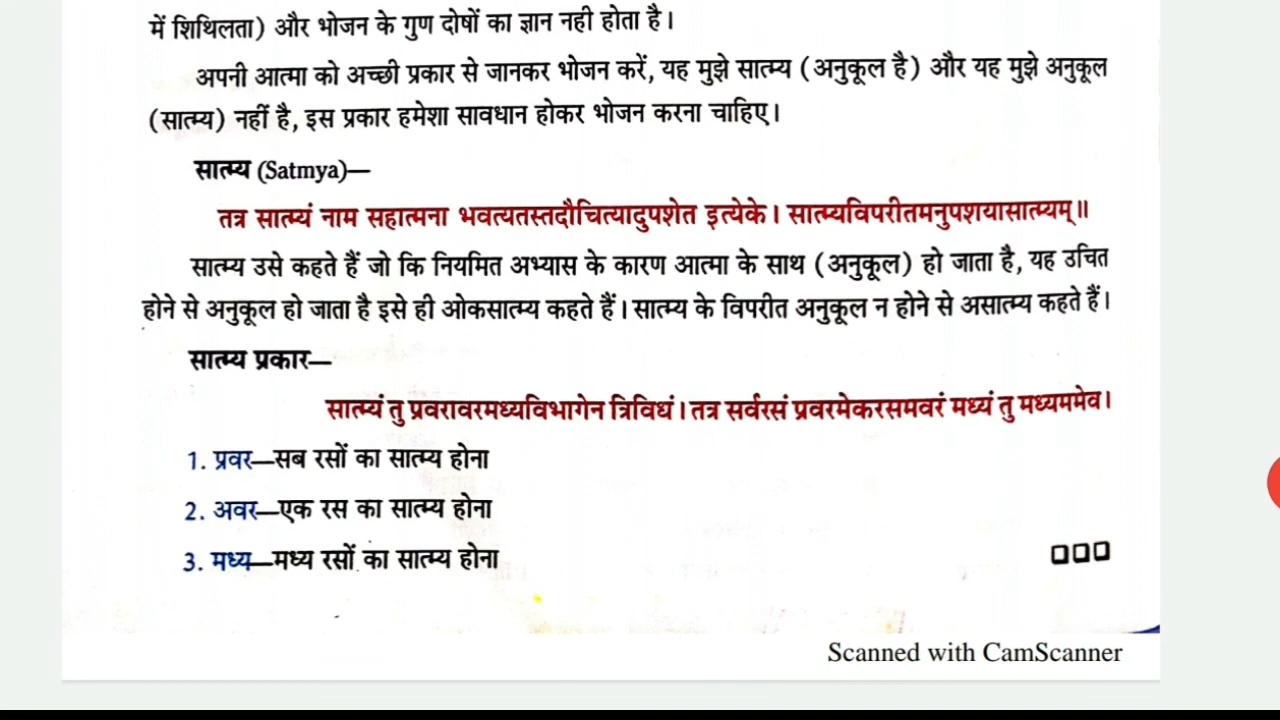 में शिथिलता) और भोजन के गुण दोषों का ज्ञान नही होता है।
अपनी आत्मा को अच्छी प्रकार से जानकर भोजन करें, यह मुझे सात्म्य (अनुकूल है) और यह मुझे अनुकूल
(सात्म्य) नहीं है, इस प्रकार हमेशा सावधान होकर भोजन करना चाहिए।
सात्म्य (Satmya)—
तत्र सात्म्यं नाम सहात्मना भवत्यतस्तदौचित्यादुपशेत इत्येके। सात्म्यविपरीतमनुपशयासात्म्यम्॥
सात्म्य उसे कहते हैं जो कि नियमित अभ्यास के कारण आत्मा के साथ (अनुकूल) हो जाता है, यह उचित
होने से अनुकूल हो जाता है इसे ही ओकसात्म्य कहते हैं। सात्म्य के विपरीत अनुकूल न होने से असात्म्य कहते हैं।
सात्म्य प्रकार—
सात्म्यं तु प्रवरावरमध्यविभागेन त्रिविधं। तत्र सर्वरसं प्रवरमेकरसमवरं मध्यं तु मध्यममेव।
1. प्रवर—सब रसों का सात्म्य होना
2. अवर—एक रस का सात्म्य होना
3. मध्य—मध्य रसों का सात्म्य होना
Scanned with CamScanner